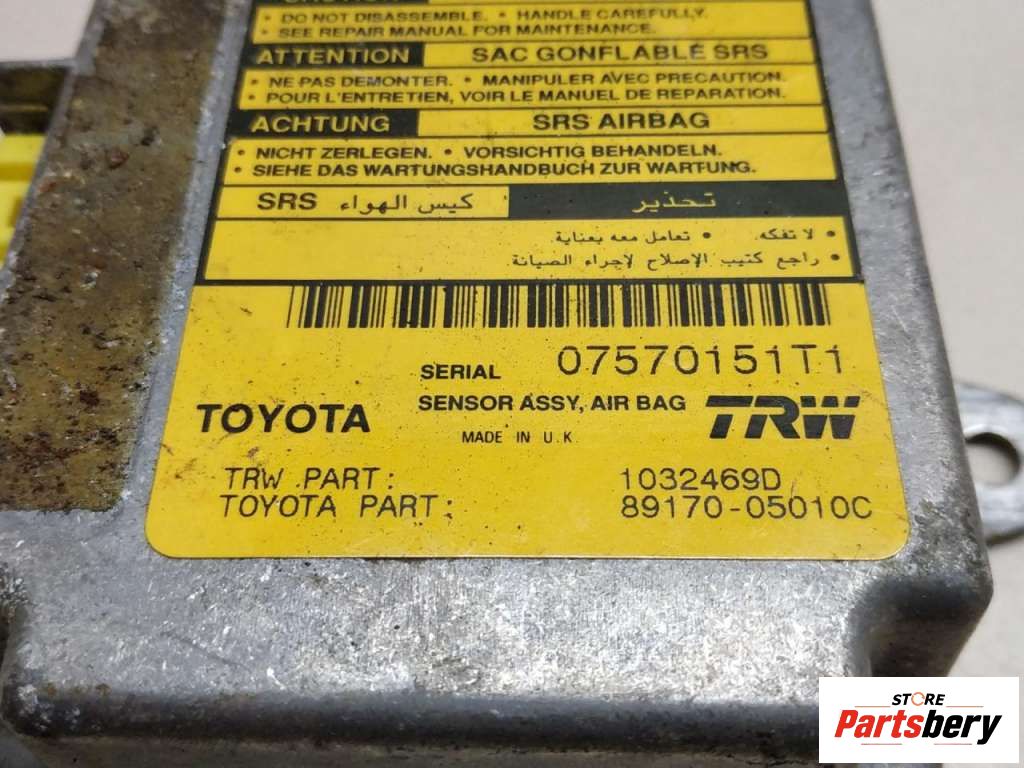 • DO NOT DISASSEMBLE. • HANDLE CAREFULLY.
• SEE REPAIR MANUAL FOR MAINTENANCE.
ATTENTION SAC GONFLABLE SRS
• NE PAS DEMONTER. • MANIPULER AVEC PRECAUTION.
• POUR L'ENTRETIEN, VOIR LE MANUEL DE REPARATION.
ACHTUNG SRS AIRBAG
• NICHT ZERLEGEN. • VORSICHTIG BEHANDELN.
• SIEHE DAS WARTUNGSHANDBUCH ZUR WARTUNG.
تحذير كيس الهواء SRS
• لا تفكه. • تعامل معه بعناية.
• راجع كتيب الإصلاح لاجراء الصيانة.
SERIAL 07570151T1
TOYOTA SENSOR ASSY, AIR BAG TRW
MADE IN U.K
TRW PART: 1032469D
TOYOTA PART: 89170-05010C
STORE
Partsbery